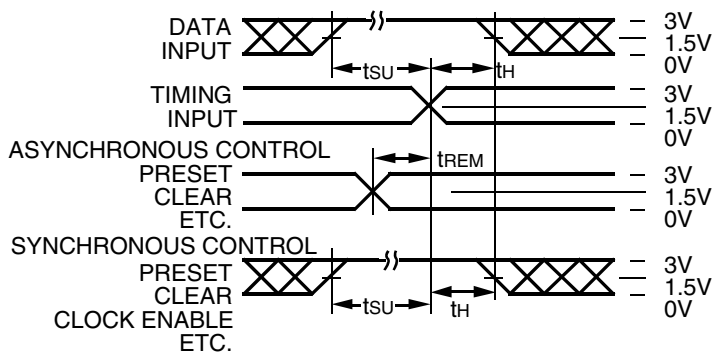 DATA
INPUT
tSU
tH
3V
1.5V
0V
TIMING
INPUT
3V
1.5V
0V
ASYNCHRONOUS CONTROL
PRESET
CLEAR
ETC.
tREM
3V
1.5V
0V
SYNCHRONOUS CONTROL
PRESET
CLEAR
CLOCK ENABLE
ETC.
tSU
tH
3V
1.5V
0V